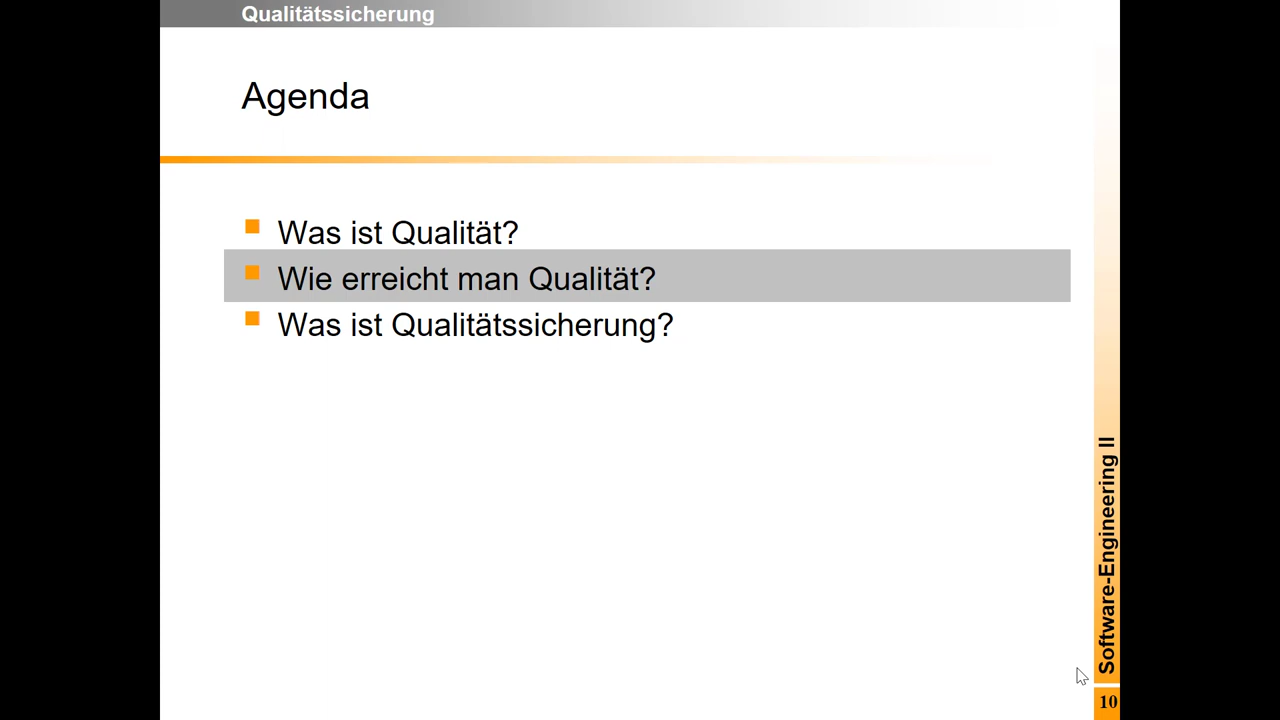 Qualitätssicherung
Agenda
Was ist Qualität?
Wie erreicht man Qualität?
Was ist Qualitätssicherung?
Software-Engineering II
10